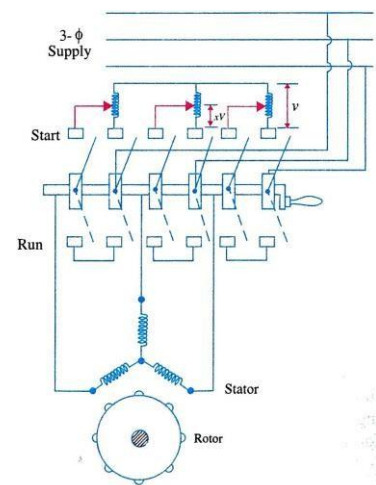 3-ϕ
Supply
v
xV
Start
Run
Stator
Rotor